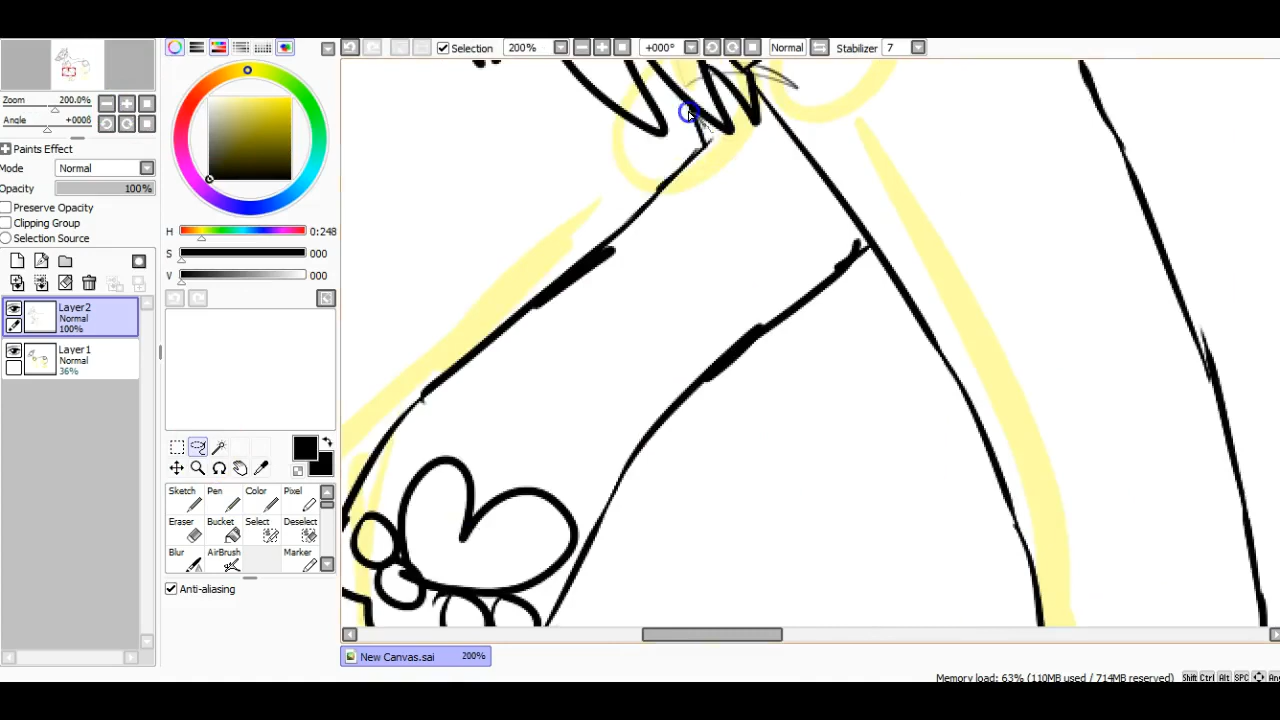 Selection 200% +000° Normal Stabilizer 7
Zoom 200.0%
Angle +000ß
Paints Effect
Mode Normal
Opacity 100%
Preserve Opacity
Clipping Group
Selection Source
Layer2
Normal
100%
Layer1
Normal
36%
H 0:248
S 000
V 000
Sketch Pen Color Pixel
Eraser Bucket Select Deselect
Blur AirBrush Marker
Anti-aliasing
New Canvas.sai 200%
Memory load: 63% (110MB used / 714MB reserved) Shift Ctrl Alt SPC